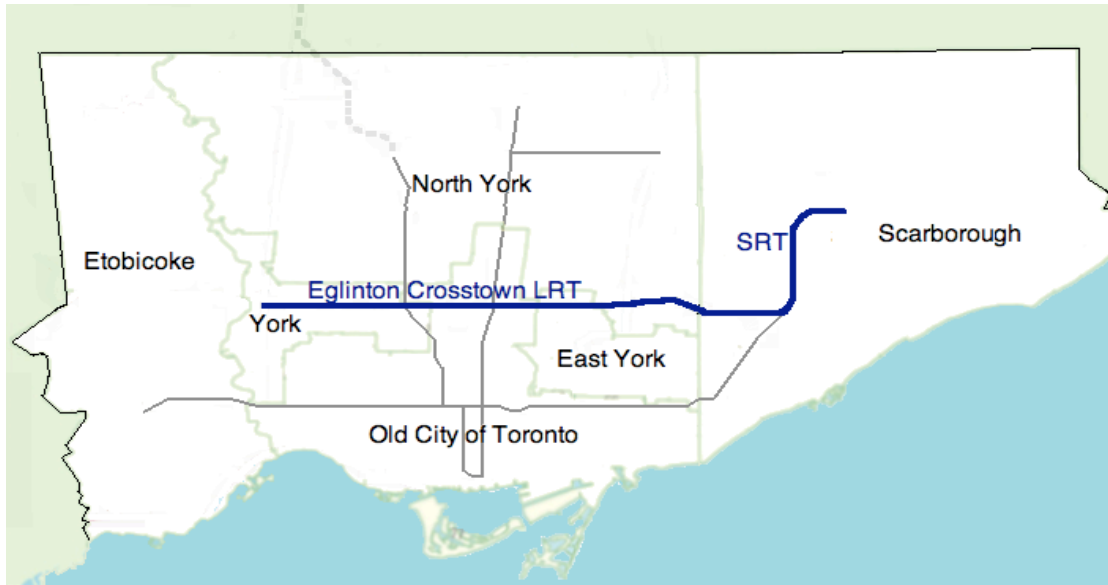 North York
SRT
Scarborough
Etobicoke
Eglinton Crosstown LRT
York
East York
Old City of Toronto